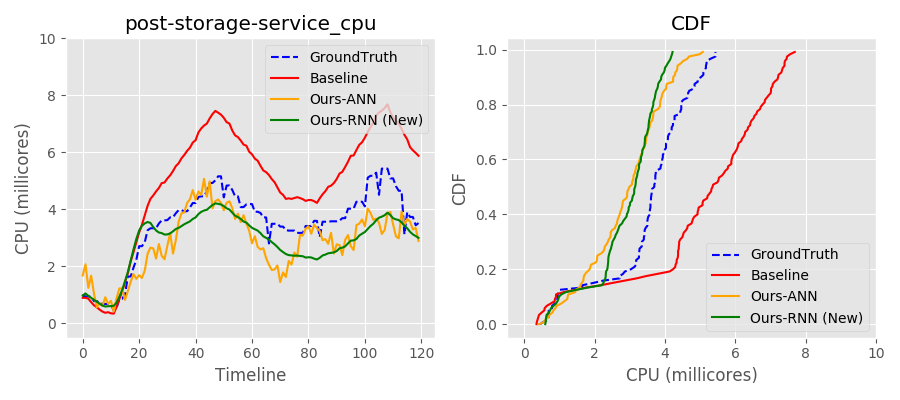 post-storage-service_cpu
CPU (millicores)
10
8
6
4
2
0
0
20
40
60
80
100
120
Timeline
GroundTruth
Baseline
Ours-ANN
Ours-RNN (New)
CDF
CDF
1.0
0.8
0.6
0.4
0.2
0.0
0
2
4
6
8
10
CPU (millicores)
GroundTruth
Baseline
Ours-ANN
Ours-RNN (New)